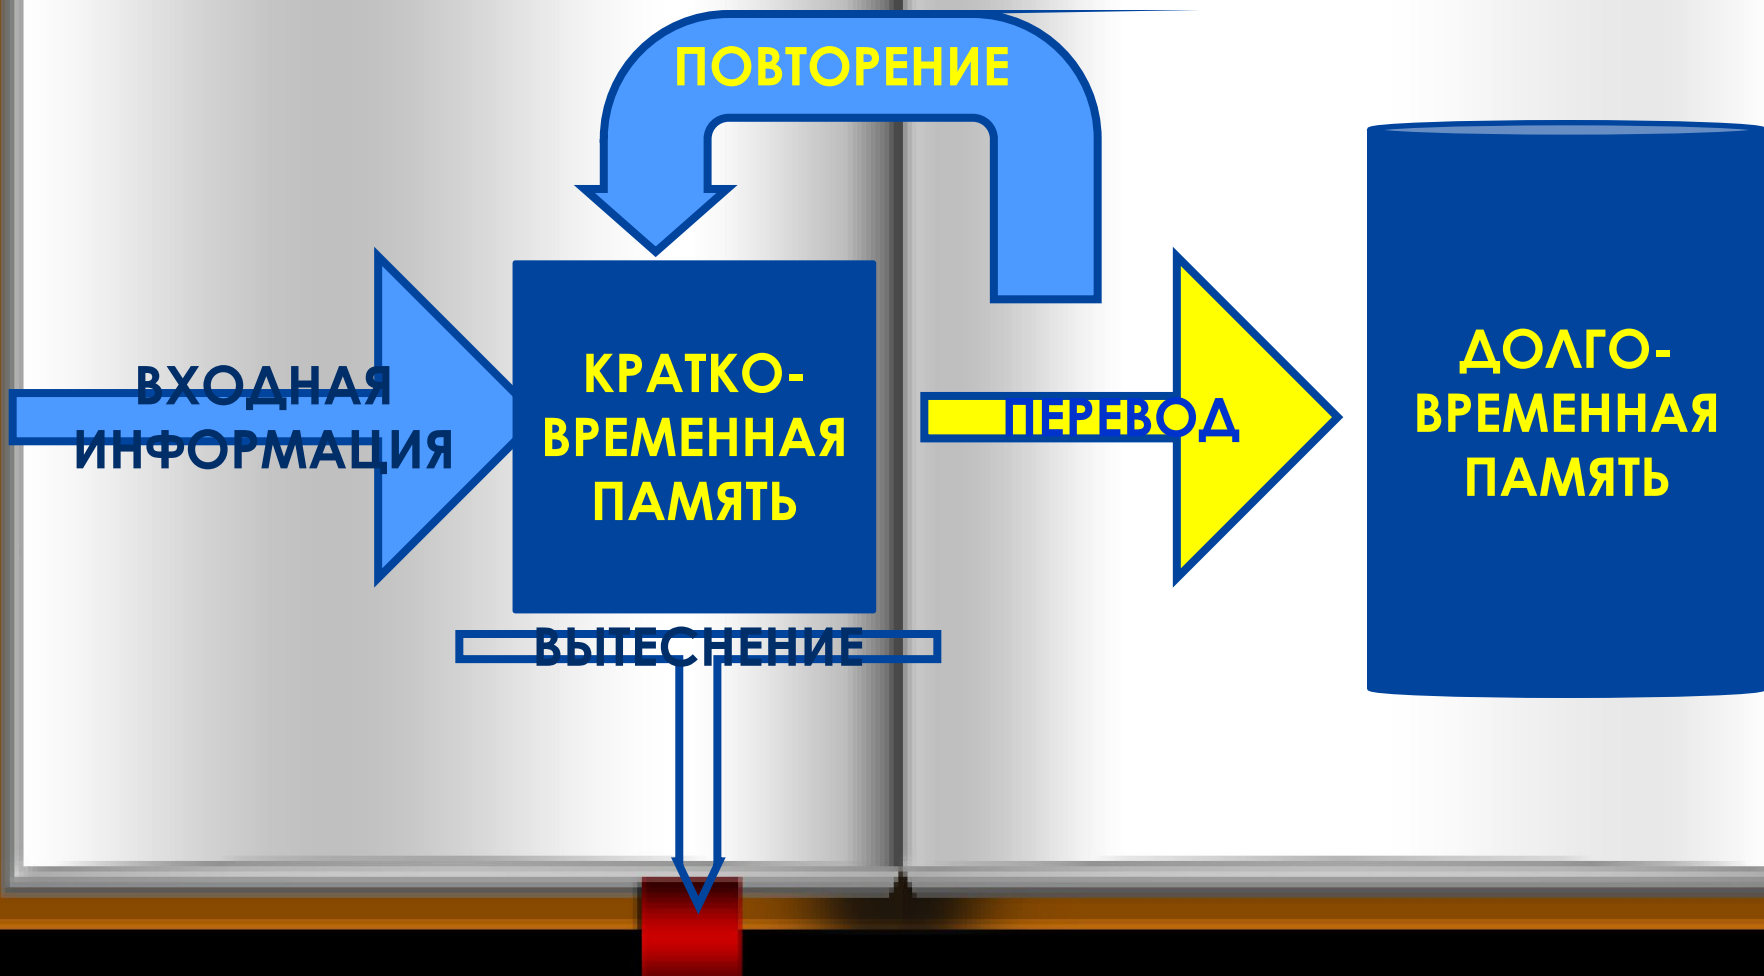 ПОВТОРЕНИЕ
ВХОДНАЯ
ИНФОРМАЦИЯ
КРАТКО-
ВРЕМЕННАЯ
ПАМЯТЬ
ПЕРЕВОД
ДОЛГО-
ВРЕМЕННАЯ
ПАМЯТЬ
ВЫТЕСНЕНИЕ